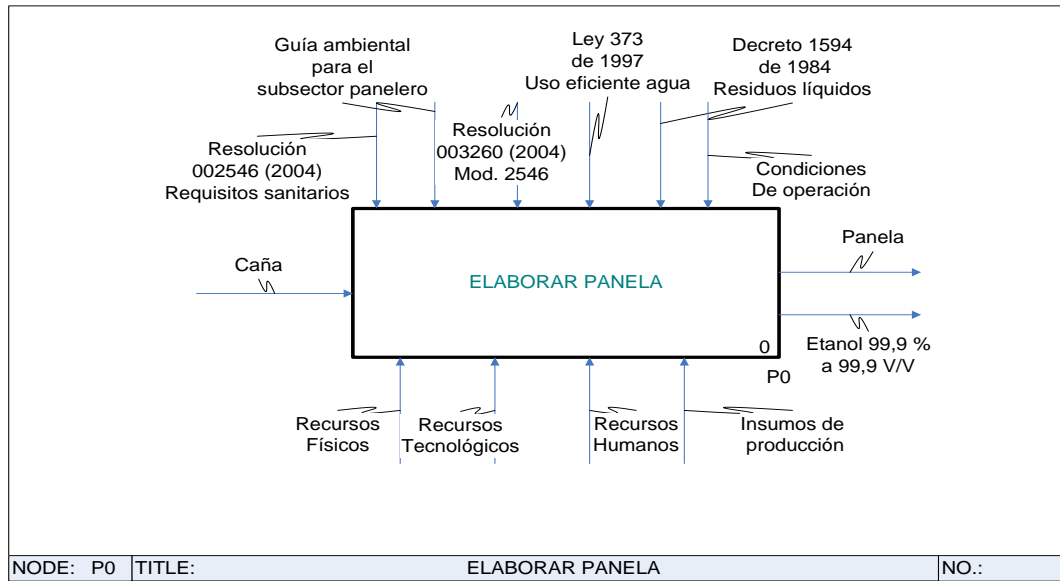 Guía ambiental
para el
subsector panelero
Ley 373
de 1997
Uso eficiente agua
Decreto 1594
de 1984
Residuos líquidos
Resolución
002546 (2004)
Requisitos sanitarios
Resolución
003260 (2004)
Mod. 2546
Condiciones
De operación
Caña
ELABORAR PANELA
Panela
Etanol 99,9 %
a 99,9 V/V
0
P0
Recursos
Físicos
Recursos
Tecnológicos
Recursos
Humanos
Insumos de
producción
NODE: P0 TITLE: ELABORAR PANELA NO.: